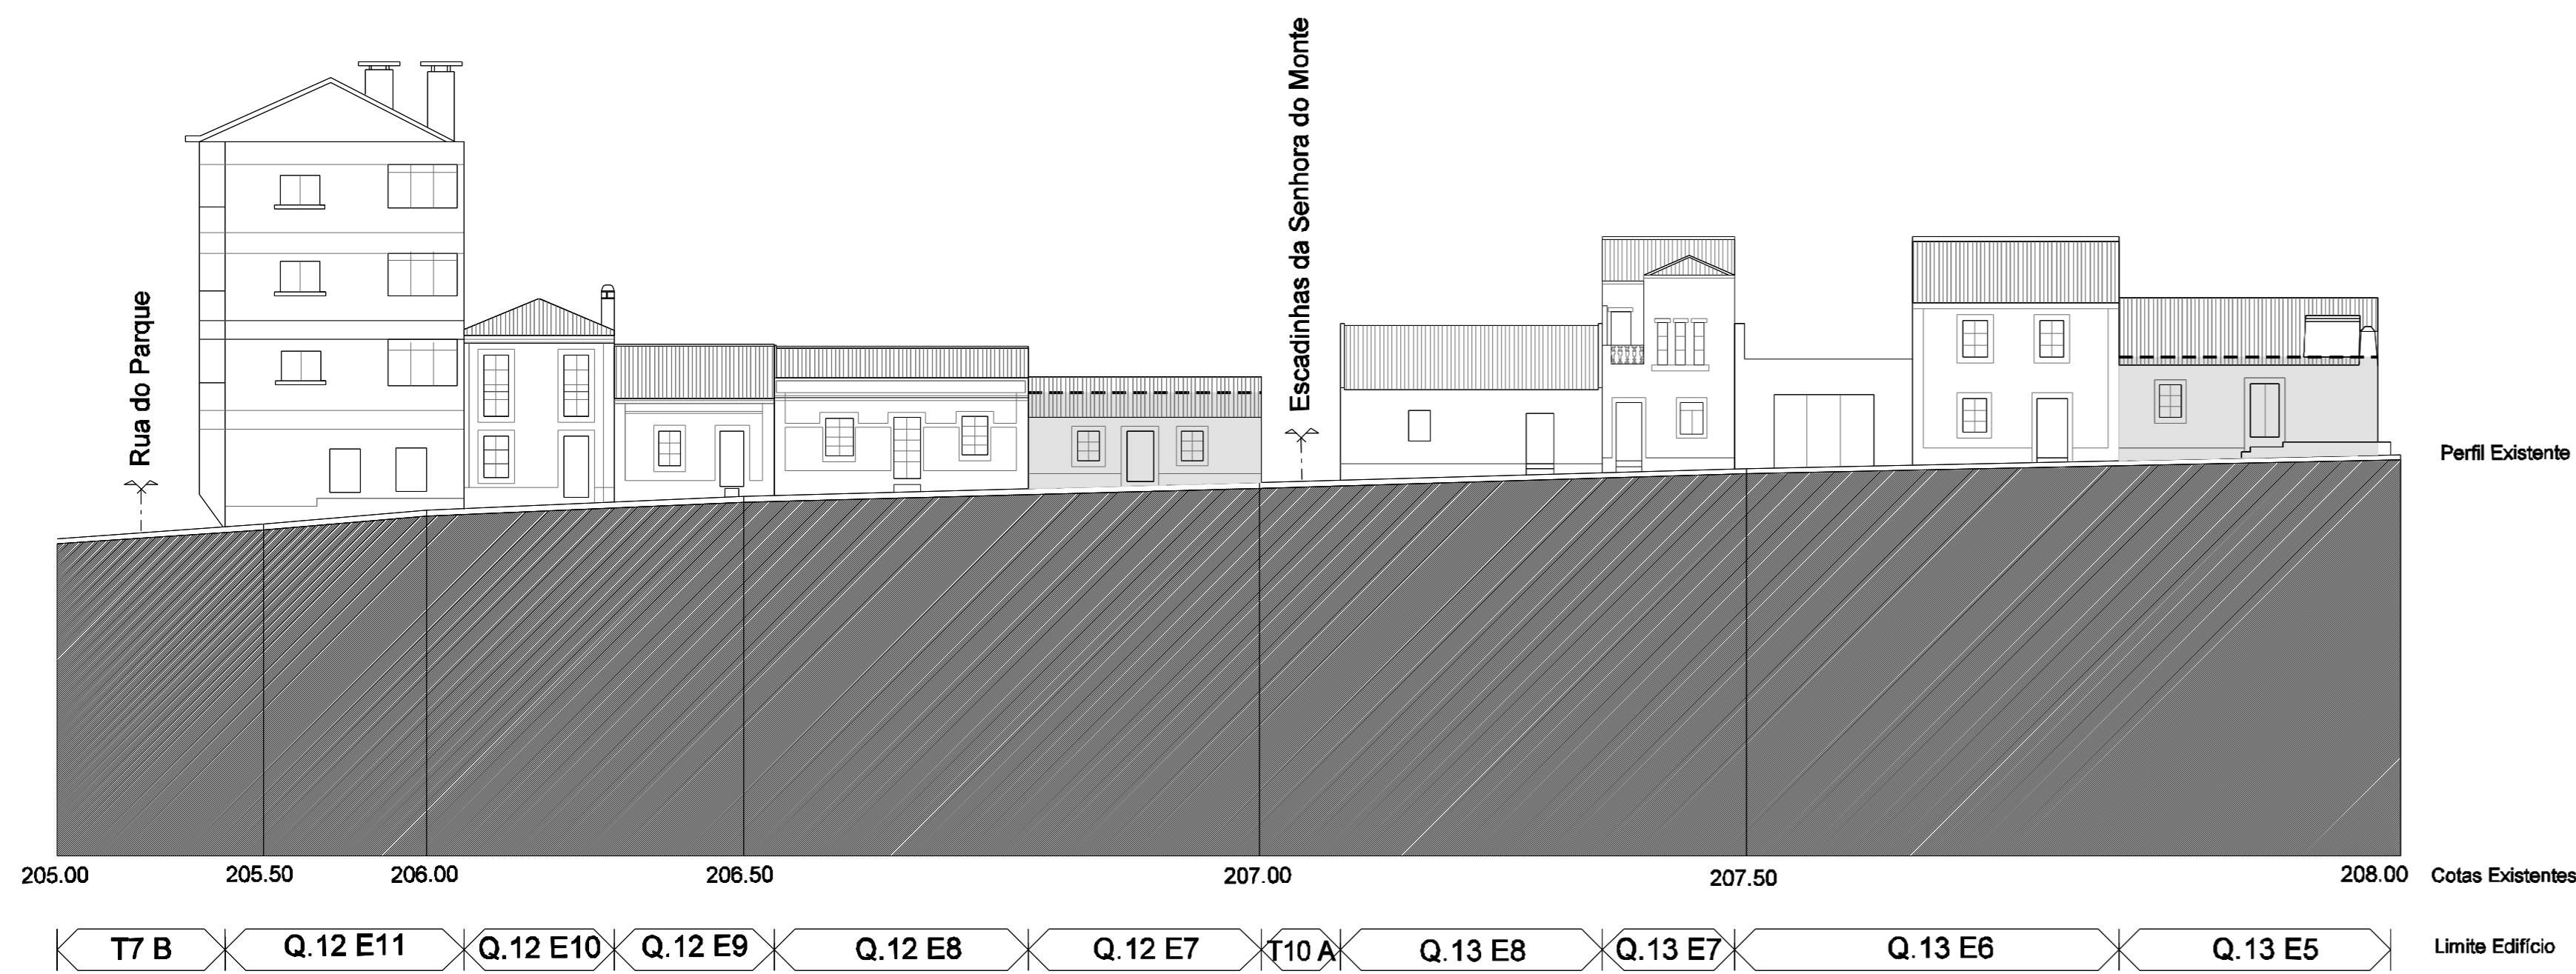 Rua do Parque
Escadinhas da Senhora do Monte
Perfil Existente
205.00 205.50 206.00 206.50 207.00 207.50 208.00 Cotas Existentes
T7 B Q.12 E11 Q.12 E10 Q.12 E9 Q.12 E8 Q.12 E7 T10 A Q.13 E8 Q.13 E7 Q.13 E6 Q.13 E5 Limite Edifício